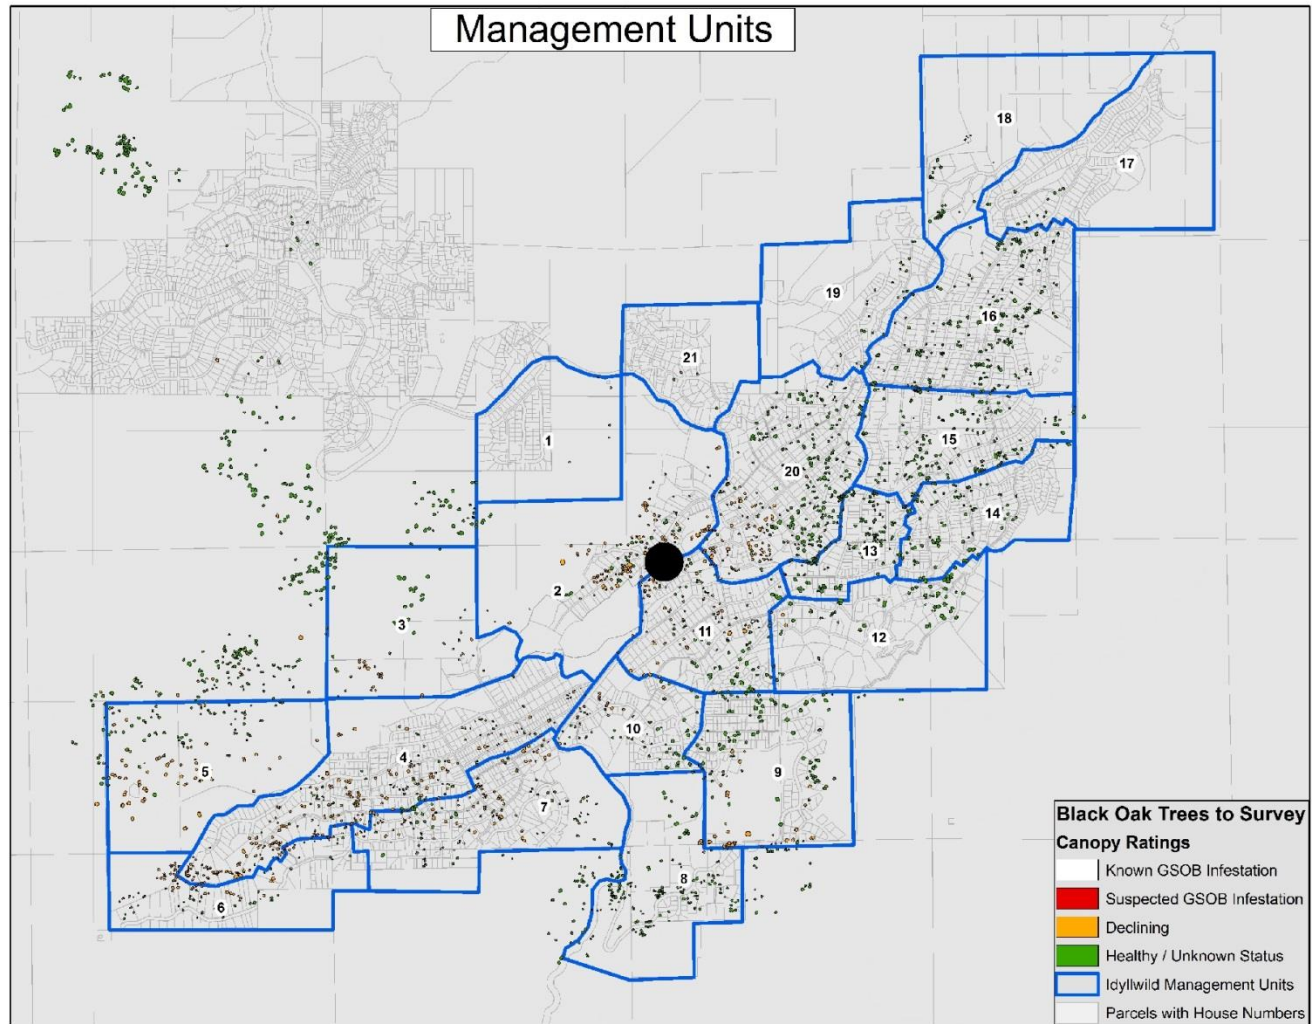 Management Units
18
17
19
16
21
1
15
20
14
13
2
3
11
12
10
4
5
9
7
8
6
Black Oak Trees to Survey
Canopy Ratings
Known GSOB Infestation
Suspected GSOB Infestation
Declining
Healthy / Unknown Status
Idyllwild Management Units
Parcels with House Numbers